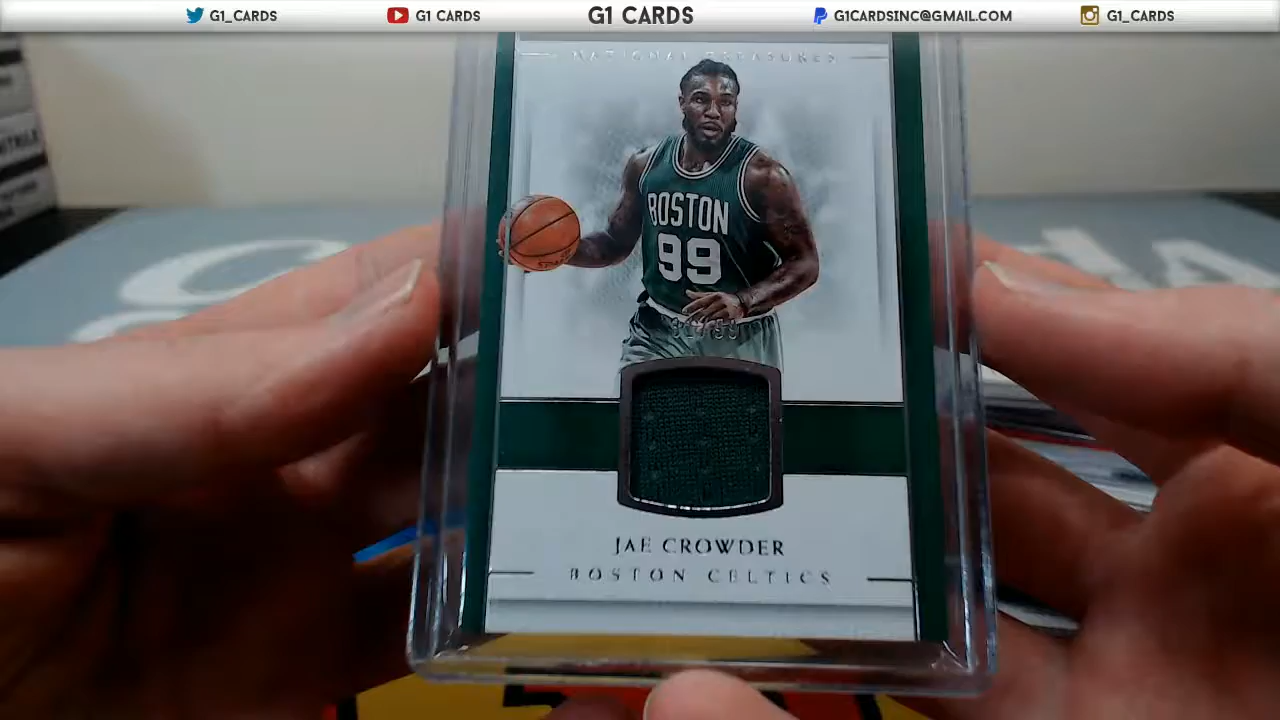 G1_CARDS G1 CARDS G1 CARDS G1CARDSINC@GMAIL.COM G1_CARDS
NATIONAL TREASURES
BOSTON
99
JAE CROWDER
BOSTON CELTICS